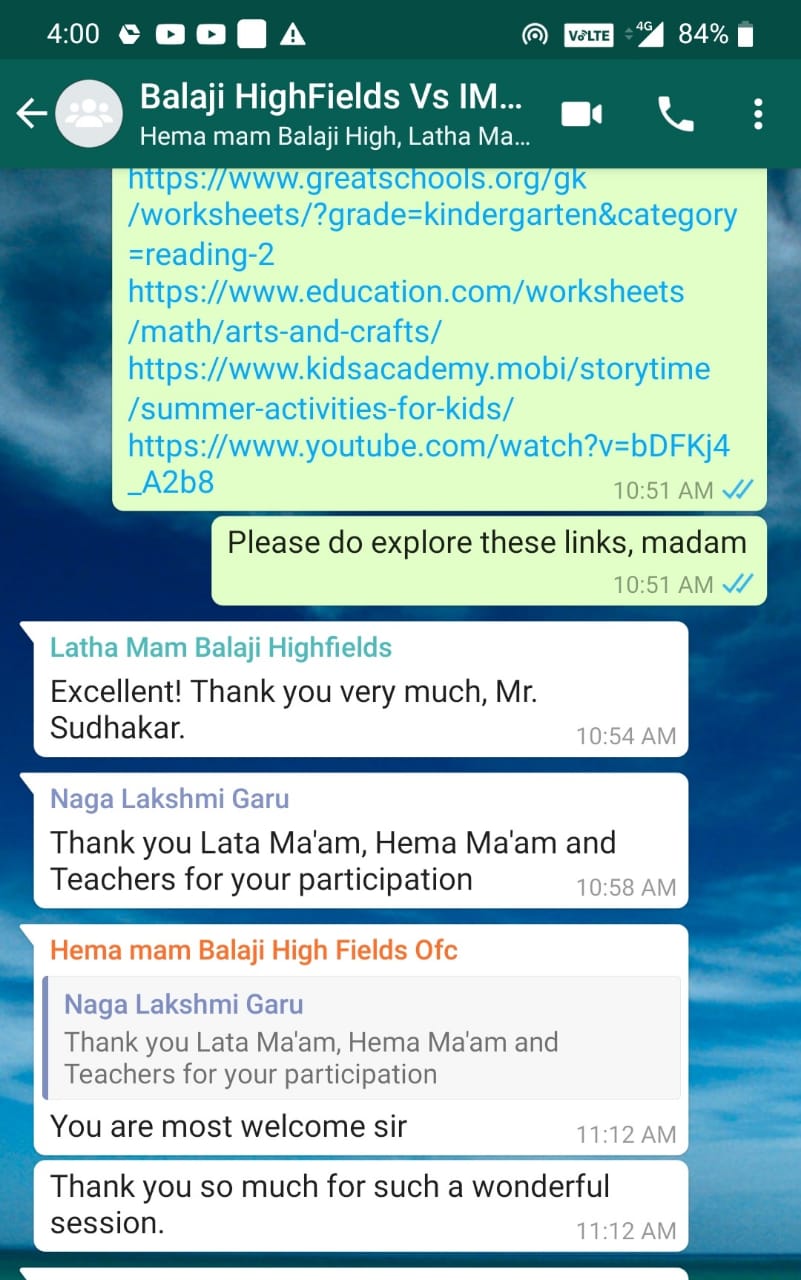 4:00
VoLTE 4G 84%
Balaji HighFields Vs IM...
Hema mam Balaji High, Latha Ma...
https://www.greatschools.org/gk
/worksheets/?grade=kindergarten&category
=reading-2
https://www.education.com/worksheets
/math/arts-and-crafts/
https://www.kidsacademy.mobi/storytime
/summer-activities-for-kids/
https://www.youtube.com/watch?v=bDFKj4
_A2b8
10:51 AM
Please do explore these links, madam
10:51 AM
Latha Mam Balaji Highfields
Excellent! Thank you very much, Mr.
Sudhakar.
10:54 AM
Naga Lakshmi Garu
Thank you Lata Ma'am, Hema Ma'am and
Teachers for your participation
10:58 AM
Hema mam Balaji High Fields Ofc
Naga Lakshmi Garu
Thank you Lata Ma'am, Hema Ma'am and
Teachers for your participation
You are most welcome sir
11:12 AM
Thank you so much for such a wonderful
session.
11:12 AM